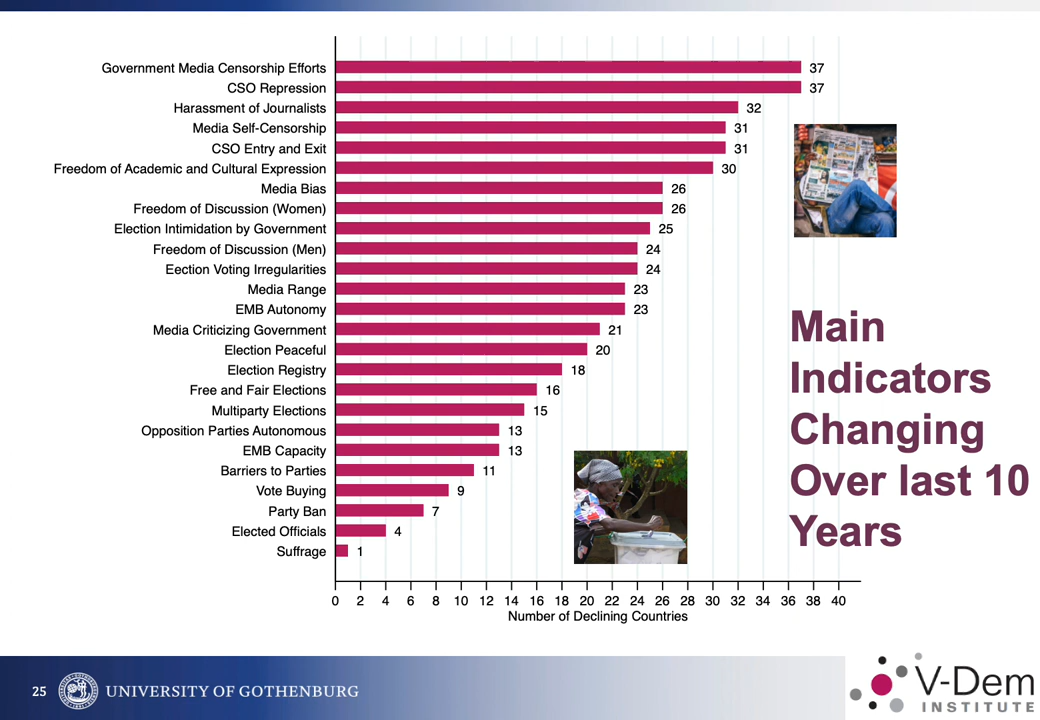 Government Media Censorship Efforts 37
CSO Repression 37
Harassment of Journalists 32
Media Self-Censorship 31
CSO Entry and Exit 31
Freedom of Academic and Cultural Expression 30
Media Bias 26
Freedom of Discussion (Women) 26
Election Intimidation by Government 25
Freedom of Discussion (Men) 24
Eection Voting Irregularities 24
Media Range 23
EMB Autonomy 23
Media Criticizing Government 21
Election Peaceful 20
Election Registry 18
Free and Fair Elections 16
Multiparty Elections 15
Opposition Parties Autonomous 13
EMB Capacity 13
Barriers to Parties 11
Vote Buying 9
Party Ban 7
Elected Officials 4
Suffrage 1
0 2 4 6 8 10 12 14 16 18 20 22 24 26 28 30 32 34 36 38 40
Number of Declining Countries
Main
Indicators
Changing
Over last 10
Years
25 UNIVERSITY OF GOTHENBURG
V-Dem
INSTITUTE